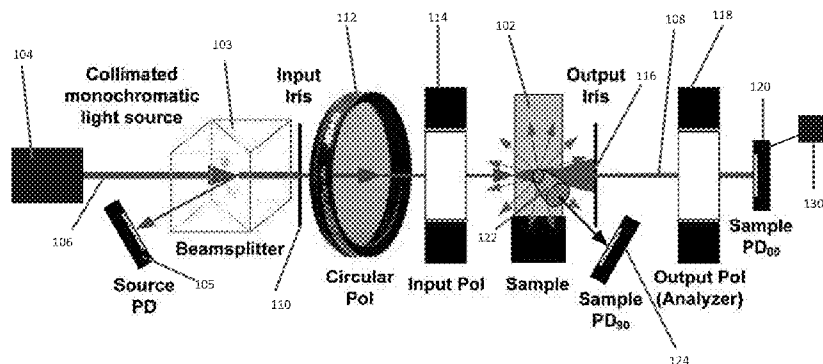 104
Collimated
monochromatic
light source
103
Input
Iris
112
114
102
Output
Iris
116
108
118
120
130
106
105
Source
PD
Beamsplitter
110
Circular
Pol
Input Pol
122
Sample
Sample
PD90
124
Output Pol
(Analyzer)
Sample
PD00